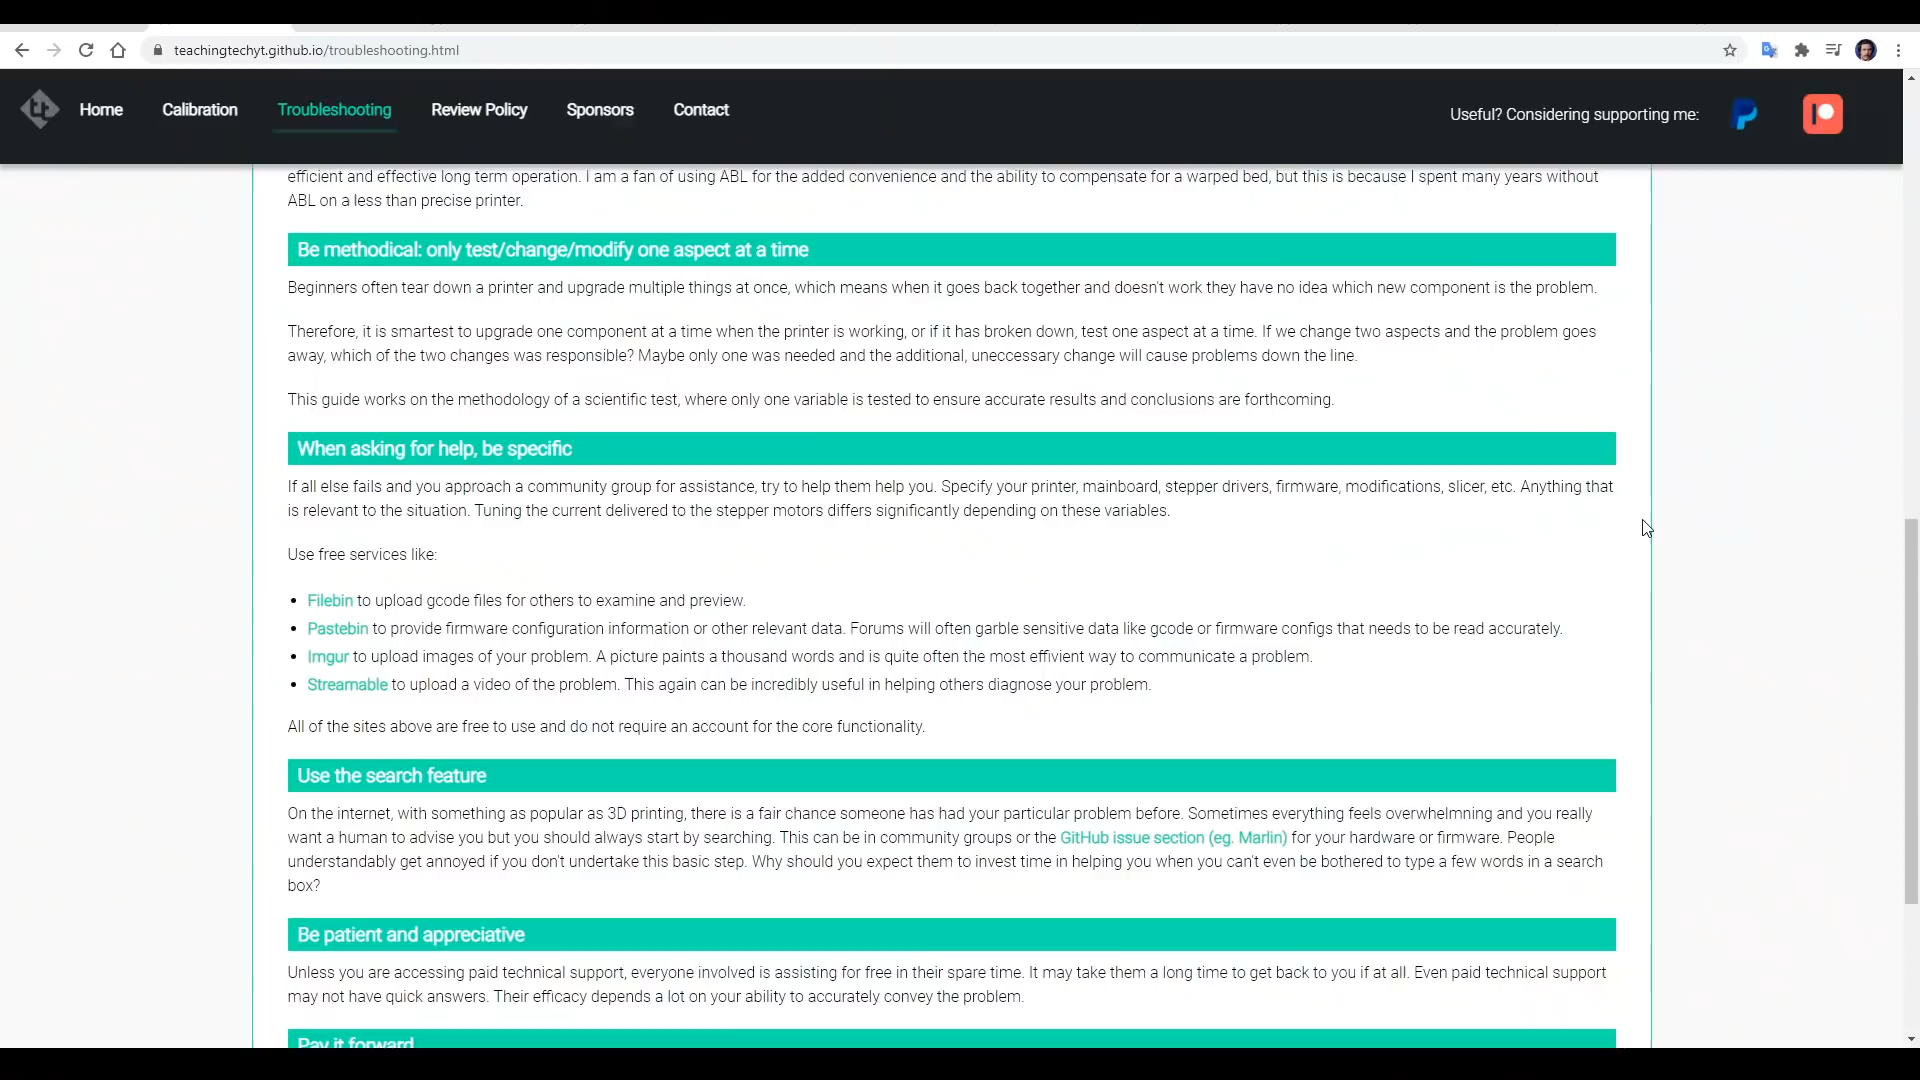 teachingtechyt.github.io/troubleshooting.html
Home Calibration Troubleshooting Review Policy Sponsors Contact Useful? Considering supporting me:
efficient and effective long term operation. I am a fan of using ABL for the added convenience and the ability to compensate for a warped bed, but this is because I spent many years without
ABL on a less than precise printer.
Be methodical: only test/change/modify one aspect at a time
Beginners often tear down a printer and upgrade multiple things at once, which means when it goes back together and doesn't work they have no idea which new component is the problem.
Therefore, it is smartest to upgrade one component at a time when the printer is working, or if it has broken down, test one aspect at a time. If we change two aspects and the problem goes
away, which of the two changes was responsible? Maybe only one was needed and the additional, uneccessary change will cause problems down the line.
This guide works on the methodology of a scientific test, where only one variable is tested to ensure accurate results and conclusions are forthcoming.
When asking for help, be specific
If all else fails and you approach a community group for assistance, try to help them help you. Specify your printer, mainboard, stepper drivers, firmware, modifications, slicer, etc. Anything that
is relevant to the situation. Tuning the current delivered to the stepper motors differs significantly depending on these variables.
Use free services like:
• Filebin to upload gcode files for others to examine and preview.
• Pastebin to provide firmware configuration information or other relevant data. Forums will often garble sensitive data like gcode or firmware configs that needs to be read accurately.
• Imgur to upload images of your problem. A picture paints a thousand words and is quite often the most effivient way to communicate a problem.
• Streamable to upload a video of the problem. This again can be incredibly useful in helping others diagnose your problem.
All of the sites above are free to use and do not require an account for the core functionality.
Use the search feature
On the internet, with something as popular as 3D printing, there is a fair chance someone has had your particular problem before. Sometimes everything feels overwhelmning and you really
want a human to advise you but you should always start by searching. This can be in community groups or the GitHub issue section (eg. Marlin) for your hardware or firmware. People
understandably get annoyed if you don't undertake this basic step. Why should you expect them to invest time in helping you when you can't even be bothered to type a few words in a search
box?
Be patient and appreciative
Unless you are accessing paid technical support, everyone involved is assisting for free in their spare time. It may take them a long time to get back to you if at all. Even paid technical support
may not have quick answers. Their efficacy depends a lot on your ability to accurately convey the problem.
Pay it forward